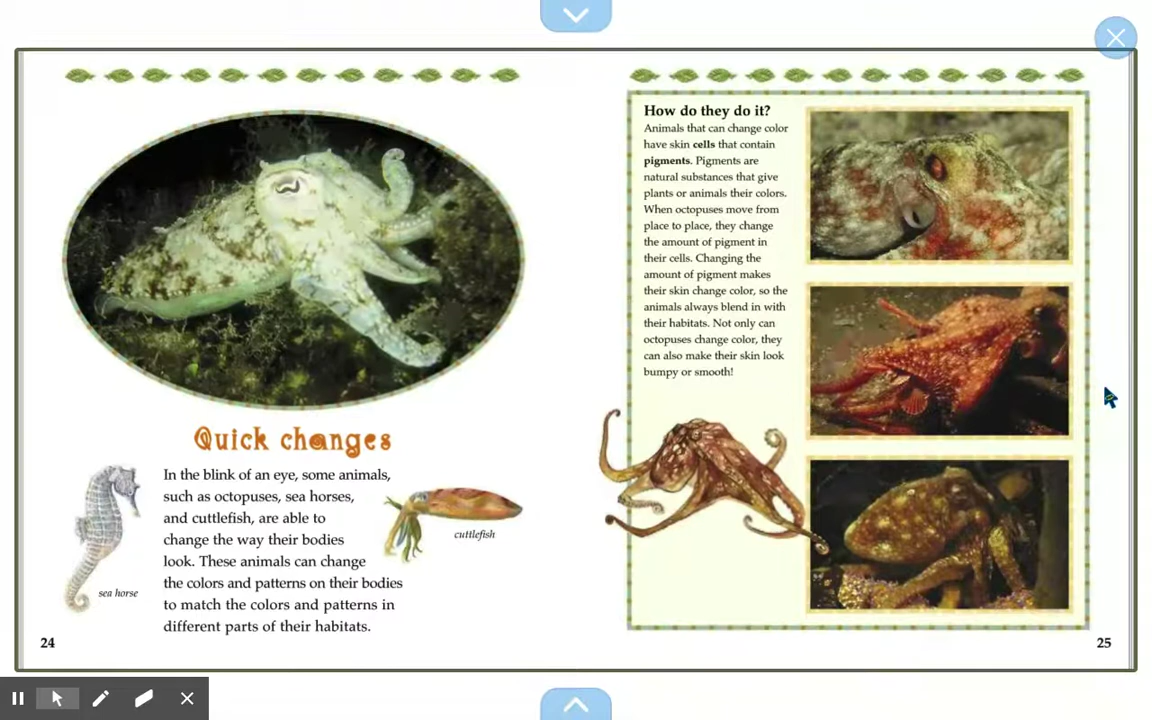 Quick changes
In the blink of an eye, some animals,
such as octopuses, sea horses,
and cuttlefish, are able to
change the way their bodies
look. These animals can change
the colors and patterns on their bodies
to match the colors and patterns in
different parts of their habitats.
sea horse
cuttlefish
24
How do they do it?
Animals that can change color
have skin cells that contain
pigments. Pigments are
natural substances that give
plants or animals their colors.
When octopuses move from
place to place, they change
the amount of pigment in
their cells. Changing the
amount of pigment makes
their skin change color, so the
animals always blend in with
their habitats. Not only can
octopuses change color, they
can also make their skin look
bumpy or smooth!
25